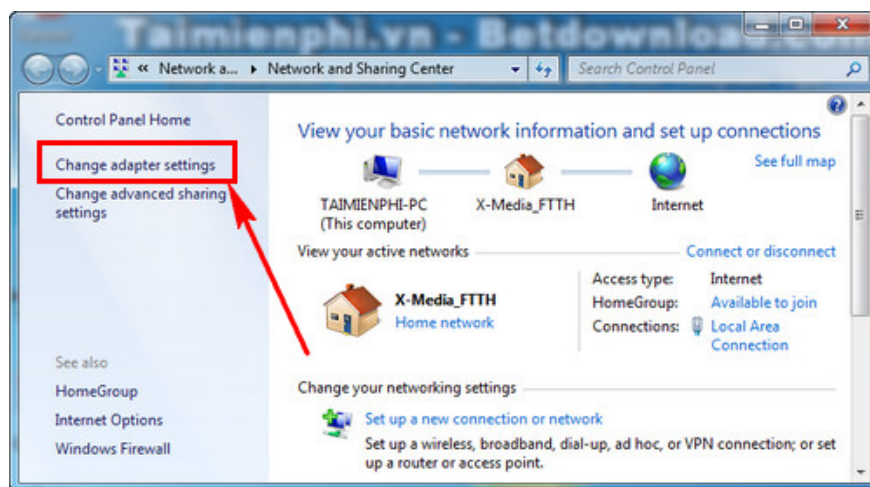 Taimienphi.vn - Betdownload.com
« Network a... ▸ Network and Sharing Center
Search Control Panel
Control Panel Home
Change adapter settings
Change advanced sharing
settings
See also
HomeGroup
Internet Options
Windows Firewall
View your basic network information and set up connections
See full map
TAIMIENPHI-PC
(This computer)
X-Media_FTTH
Internet
View your active networks
Connect or disconnect
X-Media_FTTH
Home network
Access type: Internet
HomeGroup: Available to join
Connections: Local Area
Connection
Change your networking settings
Set up a new connection or network
Set up a wireless, broadband, dial-up, ad hoc, or VPN connection; or set
up a router or access point.